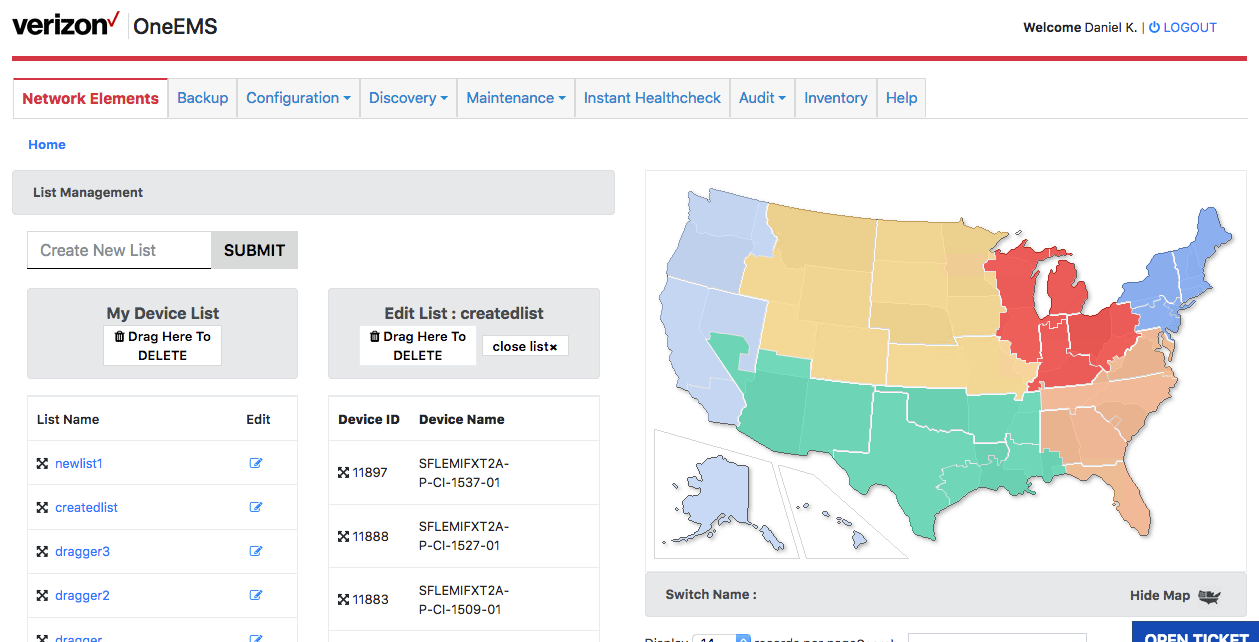 verizon OneEMS
Welcome Daniel K. | LOGOUT
Network Elements Backup Configuration Discovery Maintenance Instant Healthcheck Audit Inventory Help
Home
List Management
Create New List SUBMIT
My Device List
Drag Here To
DELETE
Edit List : createdlist
Drag Here To
DELETE
close list×
List Name Edit
newlist1
createdlist
dragger3
dragger2
dragger
Device ID Device Name
11897 SFLEMIFXT2A-
P-CI-1537-01
11888 SFLEMIFXT2A-
P-CI-1527-01
11883 SFLEMIFXT2A-
P-CI-1509-01
Switch Name :
Hide Map
Display 14 records per page
OPEN TICKET